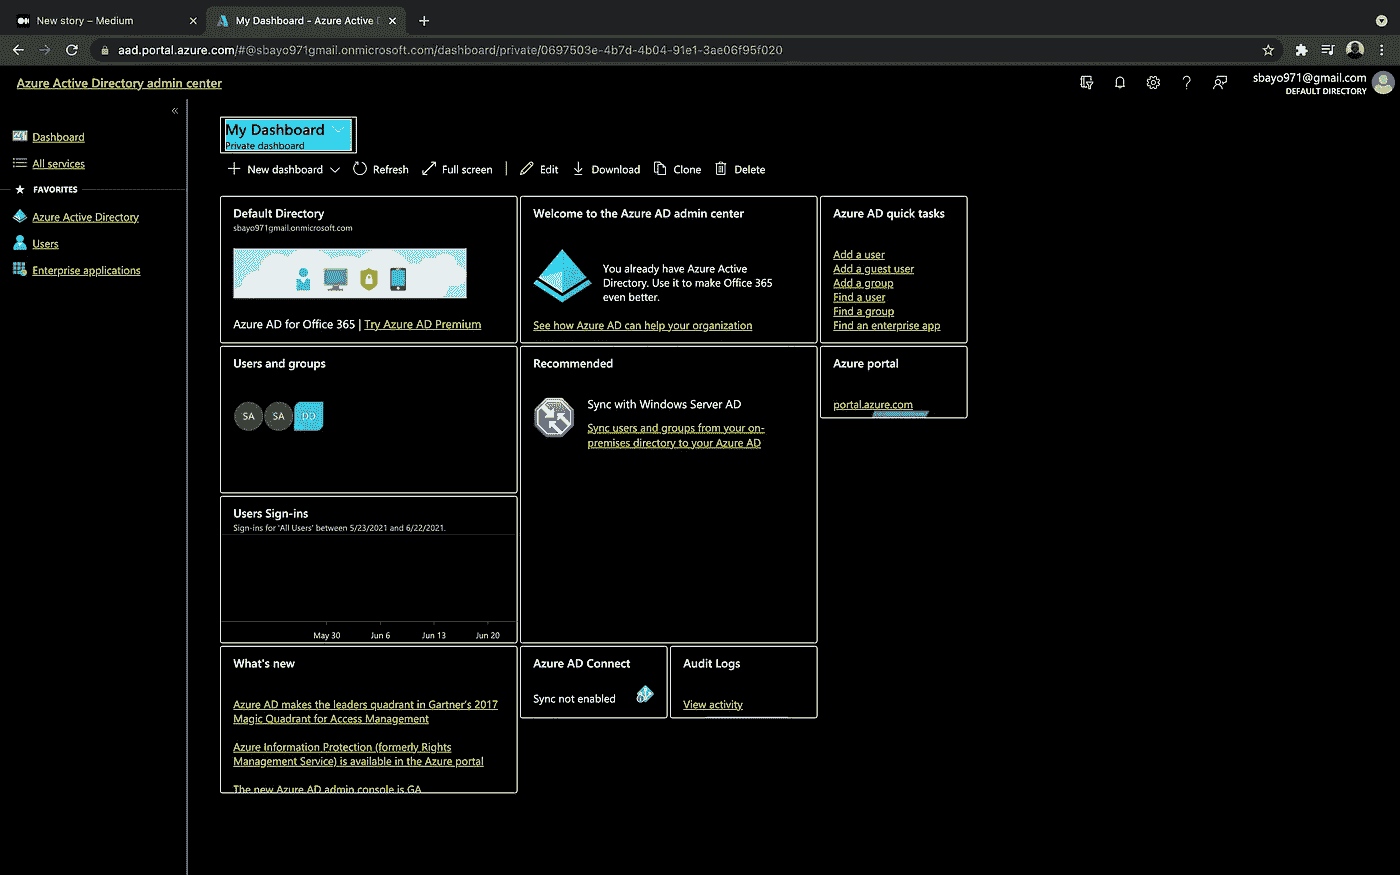 New story – Medium
My Dashboard - Azure Active D
aad.portal.azure.com/#@sbayo971gmail.onmicrosoft.com/dashboard/private/0697503e-4b7d-4b04-91e1-3ae06f95f020
Azure Active Directory admin center
sbayo971@gmail.com
DEFAULT DIRECTORY
Dashboard
All services
FAVORITES
Azure Active Directory
Users
Enterprise applications
My Dashboard
Private dashboard
New dashboard
Refresh
Full screen
Edit
Download
Clone
Delete
Default Directory
sbayo971gmail.onmicrosoft.com
Azure AD for Office 365 | Try Azure AD Premium
Welcome to the Azure AD admin center
You already have Azure Active
Directory. Use it to make Office 365
even better.
See how Azure AD can help your organization
Azure AD quick tasks
Add a user
Add a guest user
Add a group
Find a user
Find a group
Find an enterprise app
Users and groups
SA
SA
DD
Recommended
Sync with Windows Server AD
Sync users and groups from your on-
premises directory to your Azure AD
Azure portal
portal.azure.com
Users Sign-ins
Sign-ins for 'All Users' between 5/23/2021 and 6/22/2021.
May 30
Jun 6
Jun 13
Jun 20
What's new
Azure AD makes the leaders quadrant in Gartner's 2017
Magic Quadrant for Access Management
Azure Information Protection (formerly Rights
Management Service) is available in the Azure portal
The new Azure AD admin console is GA
Azure AD Connect
Sync not enabled
Audit Logs
View activity